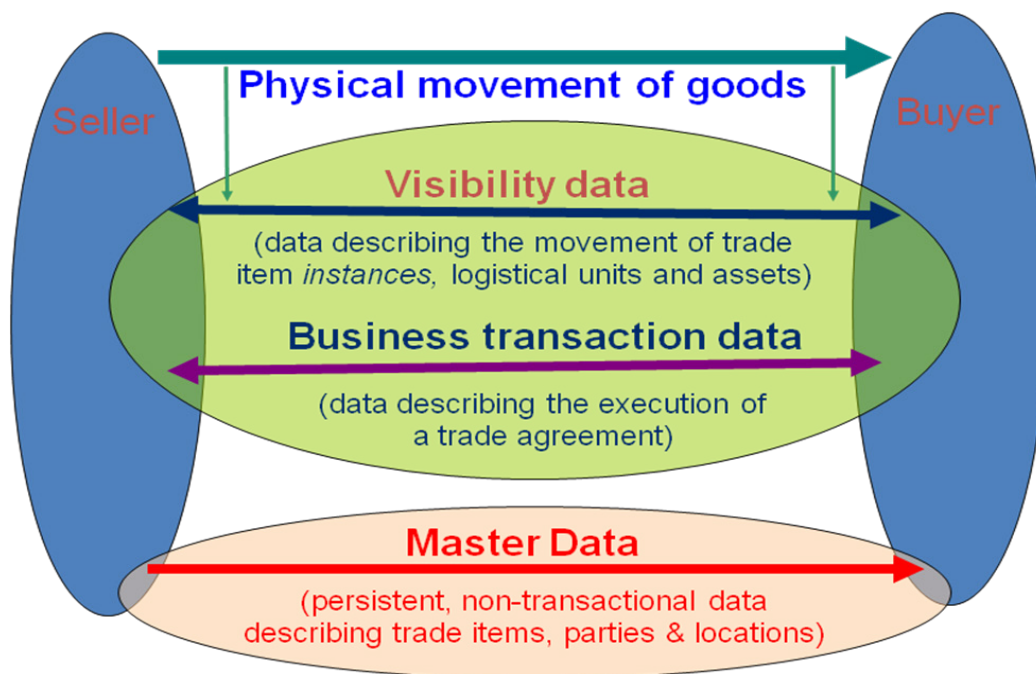 Physical movement of goods
Seller
Buyer
Visibility data
(data describing the movement of trade
item instances, logistical units and assets)
Business transaction data
(data describing the execution of
a trade agreement)
Master Data
(persistent, non-transactional data
describing trade items, parties & locations)